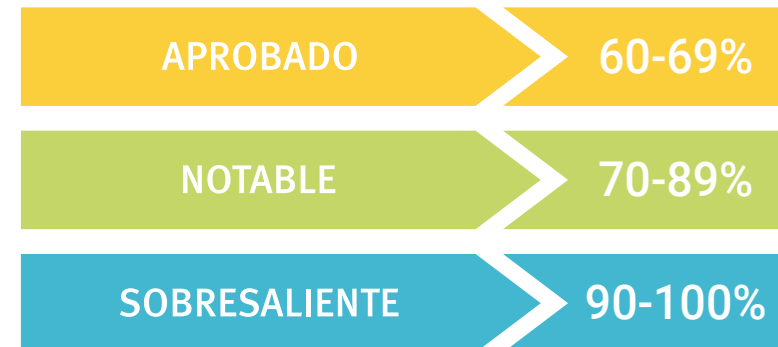 APROBADO 60-69%
NOTABLE 70-89%
SOBRESALIENTE 90-100%